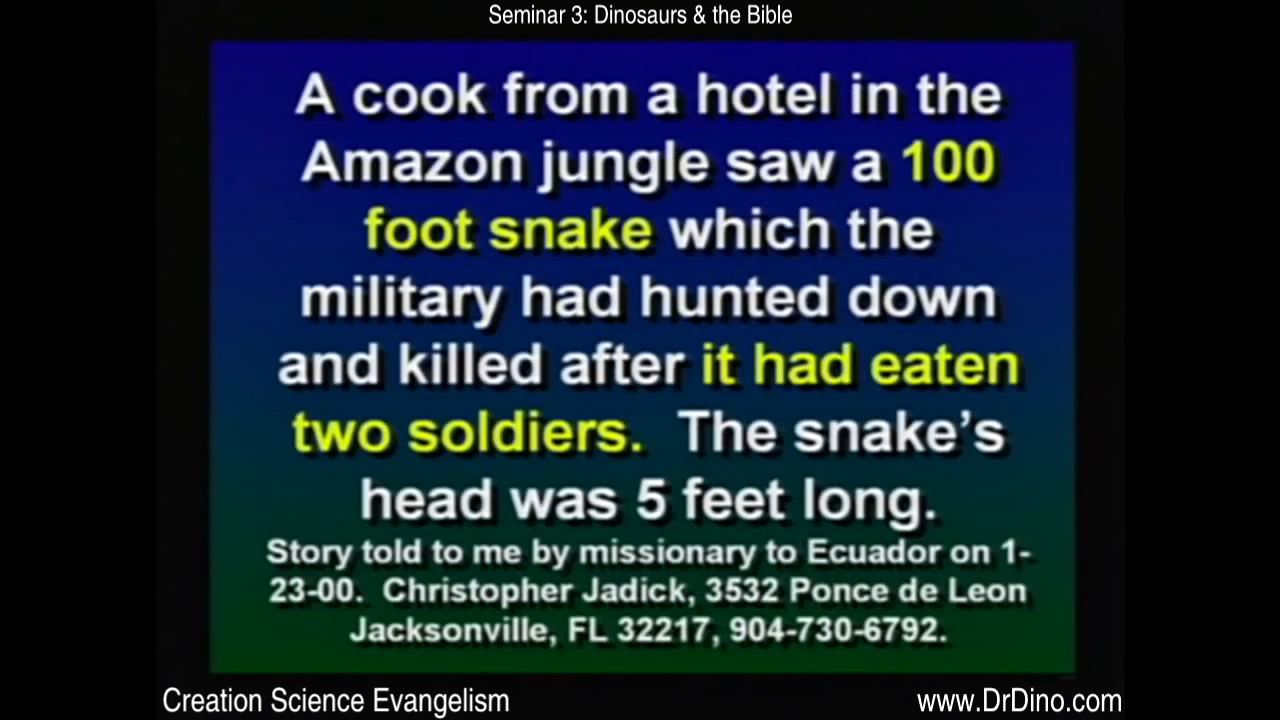 Seminar 3: Dinosaurs & the Bible
A cook from a hotel in the
Amazon jungle saw a 100
foot snake which the
military had hunted down
and killed after it had eaten
two soldiers. The snake's
head was 5 feet long.
Story told to me by missionary to Ecuador on 1-
23-00. Christopher Jadick, 3532 Ponce de Leon
Jacksonville, FL 32217, 904-730-6792.
Creation Science Evangelism
www.DrDino.com